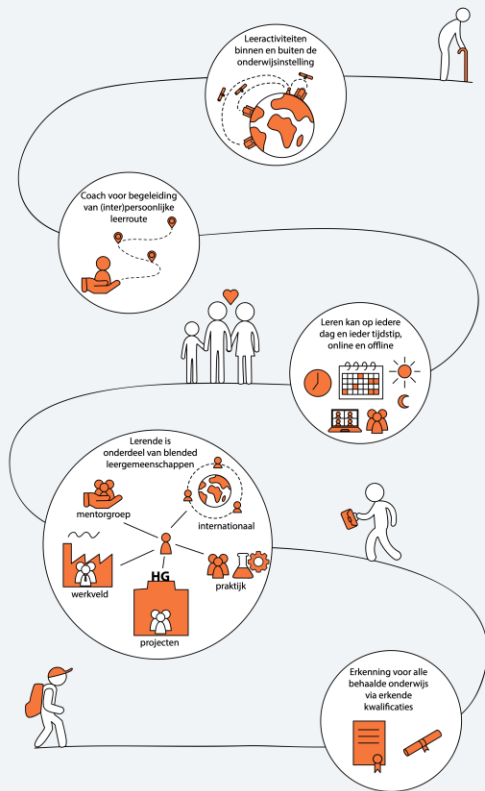 Leeractiviteiten
binnen en buiten de
onderwijsinstelling
Coach voor begeleiding
van (inter)persoonlijke
leerroute
Leren kan op iedere
dag en ieder tijdstip,
online en offline
Lerende is
onderdeel van blended
leergemeenschappen
mentorgroep
internationaal
werkveld
HG
praktijk
projecten
Erkenning voor alle
behaalde onderwijs
via erkende
kwalificaties